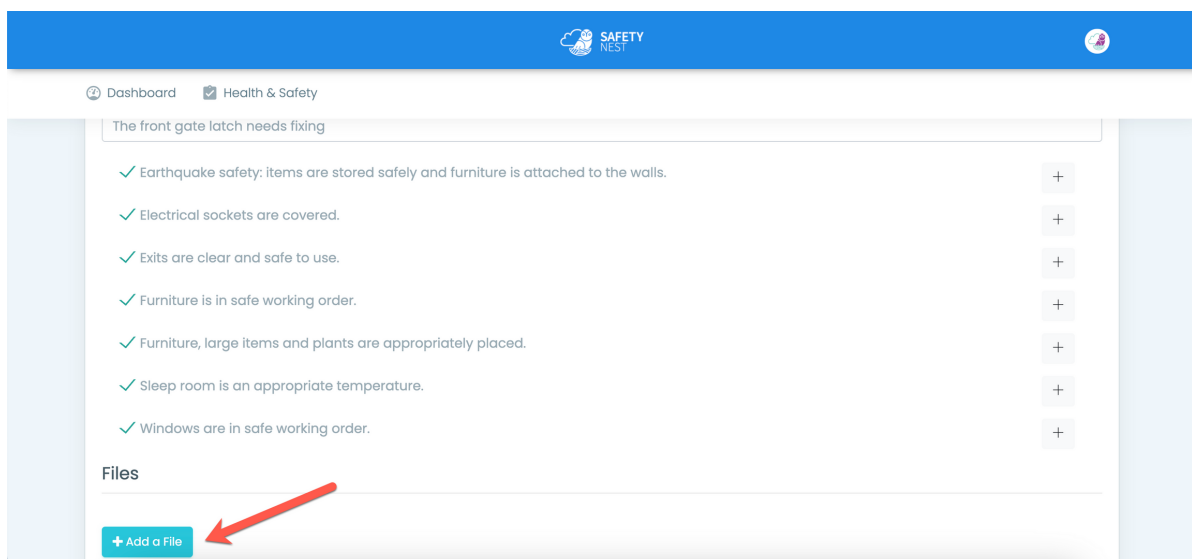 SAFETY
NEST
Dashboard Health & Safety
The front gate latch needs fixing
Earthquake safety: items are stored safely and furniture is attached to the walls.
Electrical sockets are covered.
Exits are clear and safe to use.
Furniture is in safe working order.
Furniture, large items and plants are appropriately placed.
Sleep room is an appropriate temperature.
Windows are in safe working order.
Files
+ Add a File